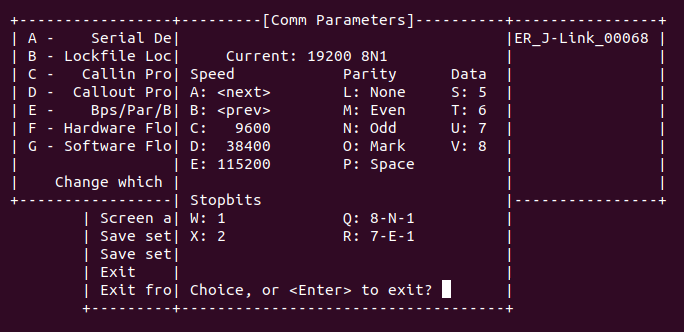 +-----------------+---------[Comm Parameters]----------+----------------+
| A -    Serial De|                                    |ER_J-Link_00068 |
| B - Lockfile Loc|     Current: 19200 8N1             |                |
| C -   Callin Pro| Speed            Parity      Data  |                |
| D -  Callout Pro| A: <next>        L: None     S: 5  |                |
| E -    Bps/Par/B| B: <prev>        M: Even     T: 6  |                |
| F - Hardware Flo| C:   9600        N: Odd      U: 7  |                |
| G - Software Flo| D:  38400        O: Mark     V: 8  |                |
|                 | E: 115200        P: Space          |                |
|    Change which |                                    |                |
+-----------------| Stopbits                           |----------------+
        | Screen a| W: 1             Q: 8-N-1          |
        | Save set| X: 2             R: 7-E-1          |
        | Save set|                                    |
        | Exit    |                                    |
        | Exit fro| Choice, or <Enter> to exit?        |
        +---------+------------------------------------+